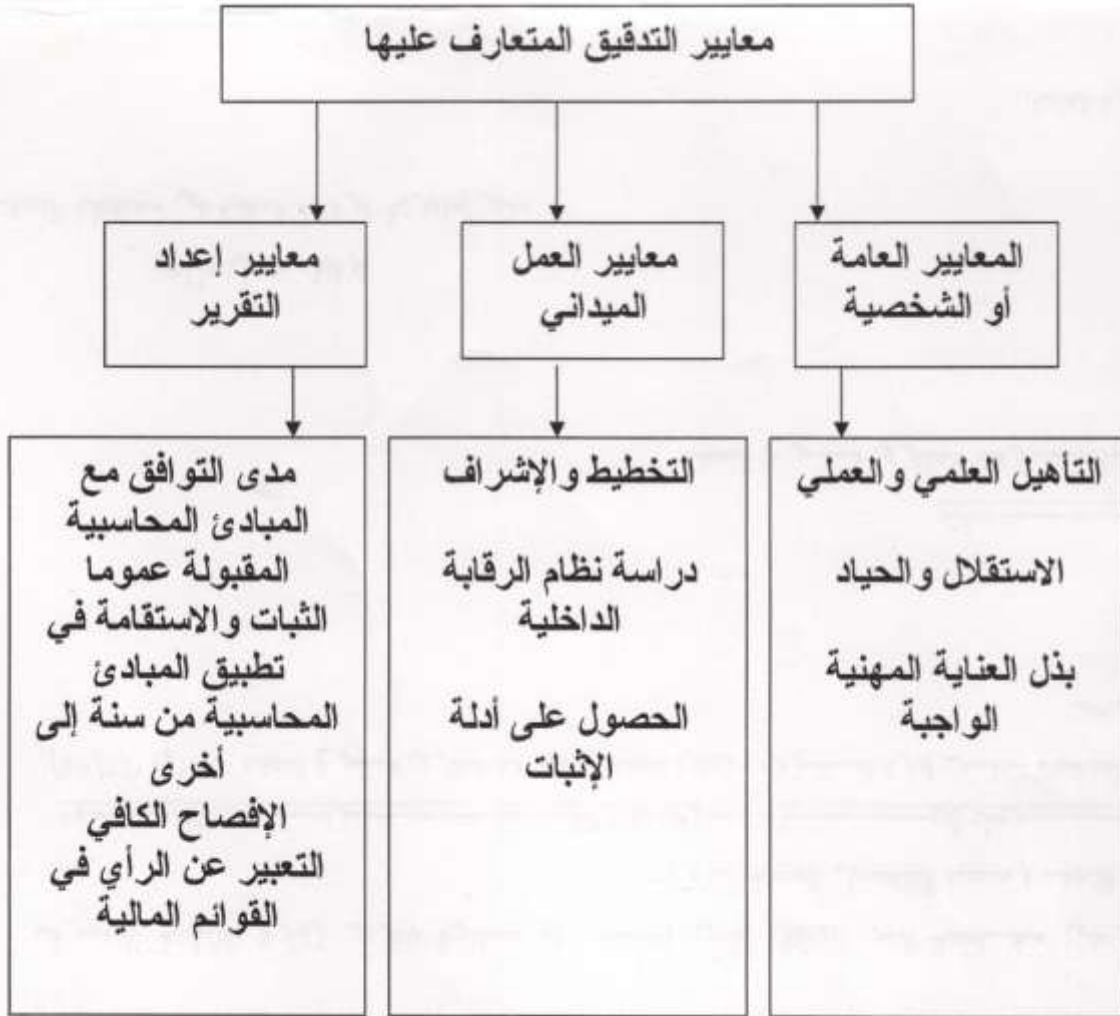 معايير التدقيق المتعارف عليها
المعايير العامة
أو الشخصية
معايير العمل
الميداني
معايير إعداد
التقرير
التأهيل العلمي والعملي
الاستقلال والحياد
بذل العناية المهنية
الواجبة
التخطيط والإشراف
دراسة نظام الرقابة
الداخلية
الحصول على أدلة
الإثبات
مدى التوافق مع
المبادئ المحاسبية
المقبولة عموما
الثبات والاستقامة في
تطبيق المبادئ
المحاسبية من سنة إلى
أخرى
الإفصاح الكافي
التعبير عن الرأي في
القوائم المالية